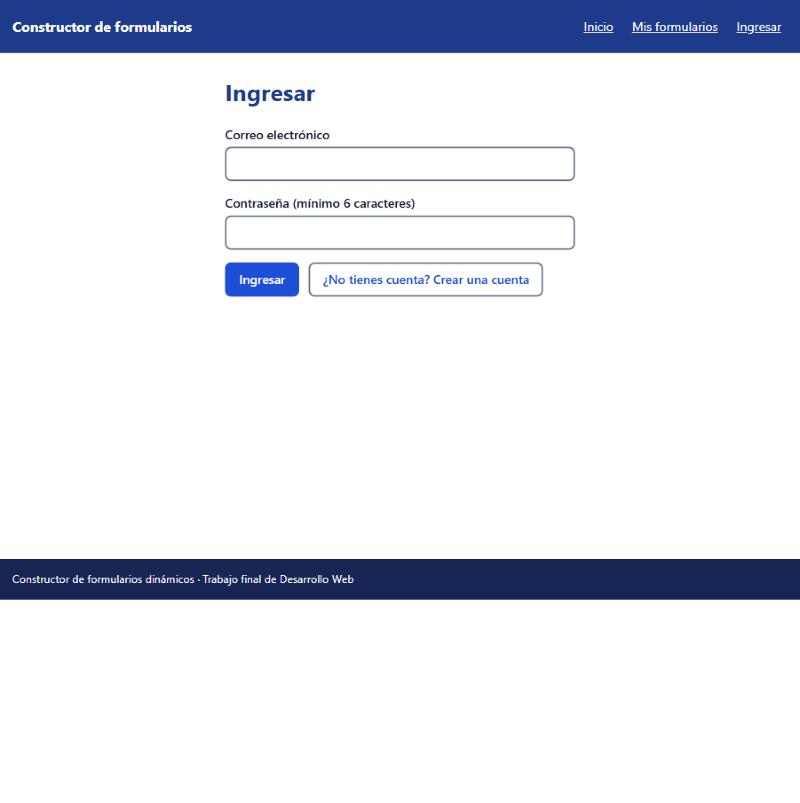 Constructor de formularios
Inicio Mis formularios Ingresar
Ingresar
Correo electrónico
Contraseña (mínimo 6 caracteres)
Ingresar ¿No tienes cuenta? Crear una cuenta
Constructor de formularios dinámicos · Trabajo final de Desarrollo Web